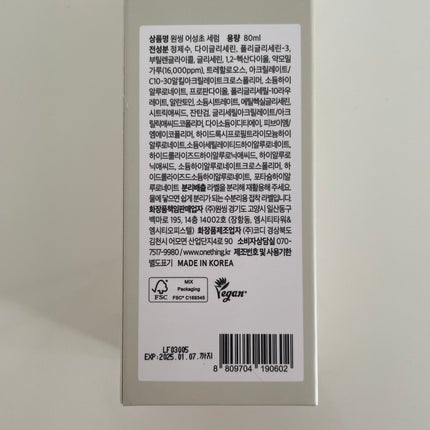 상품명 원씽 어성초 세럼 용량 80ml
전성분 정제수, 다이글리세린, 폴리글리세린-3,
부틸렌글라이콜, 글리세린, 1,2-헥산다이올, 약모밀
가루(16,000ppm), 트레할로오스, 아크릴레이트/
C10-30알킬아크릴레이트크로스폴리머, 하이알루
로닉애씨드, 프로판다이올, 폴리글리세릴-10라우
레이트, 알란토인, 소듐시트레이트, 에틸헥실글리세린,
시트릭애씨드, 잔탄검, 글리세릴아크릴레이트/아크
릴릭애씨드코폴리머, 다이소듐이디티에이, 피브이엠/
엠에이코폴리머, 하이드록시프로필트라이모늄하이
알루로네이트, 소듐아세틸레이티드하이알루로네이트, 하이
드롤라이즈드하이알루로닉애씨드, 하이알루로닉
애씨드, 소듐하이알루로네이트크로스폴리머, 하이
드롤라이즈드소듐하이알루로네이트, 포타슘하이알
루로네이트 분리배출 라벨을 분리해 재활용해 주세요.
물에 닿으면 쉽게 분리가 되는 수분리용 접착 라벨입니다.
화장품책임판매업자 (주)원씽 경기도 고양시 일산동구
백마로 195, 14층 14002호 (장항동, 엠시티타워&
엠시티오피스텔) 화장품제조업자 (주)코디 경상북도
김천시 어모면 산업단지4로 90 소비자상담실 070-
7517-9980 / www.onething.kr 제조번호 및 사용기한
별도표기 MADE IN KOREA
FSC
MIX
Packaging
FSC® C189345
Vegan
LF03005
EXP:2025.01.07.까지
8 809704 190602